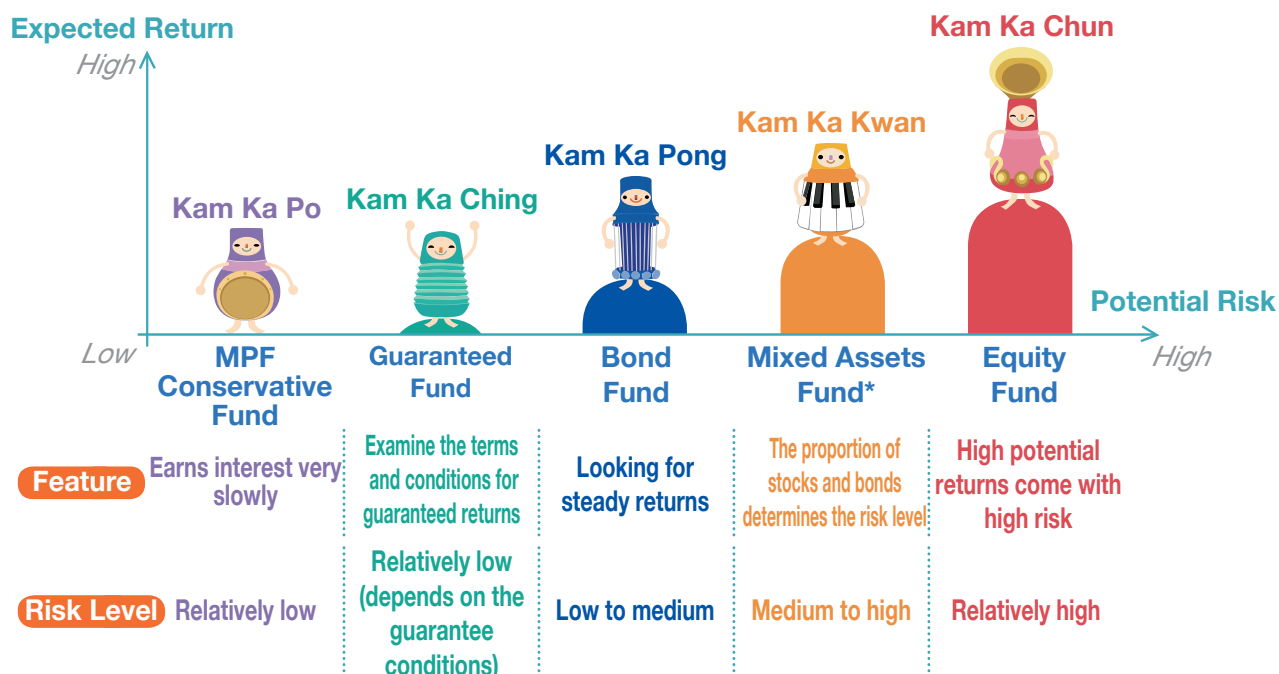 Expected Return
High
Kam Ka Po
Kam Ka Ching
Kam Ka Pong
Kam Ka Kwan
Kam Ka Chun
Potential Risk
Low
High
MPF
Conservative
Fund
Guaranteed
Fund
Bond
Fund
Mixed Assets
Fund*
Equity
Fund
Feature
Earns interest very
slowly
Examine the terms
and conditions for
guaranteed returns
Looking for
steady returns
The proportion of
stocks and bonds
determines the risk level
High potential
returns come with
high risk
Risk Level
Relatively low
Relatively low
(depends on the
guarantee
conditions)
Low to medium
Medium to high
Relatively high